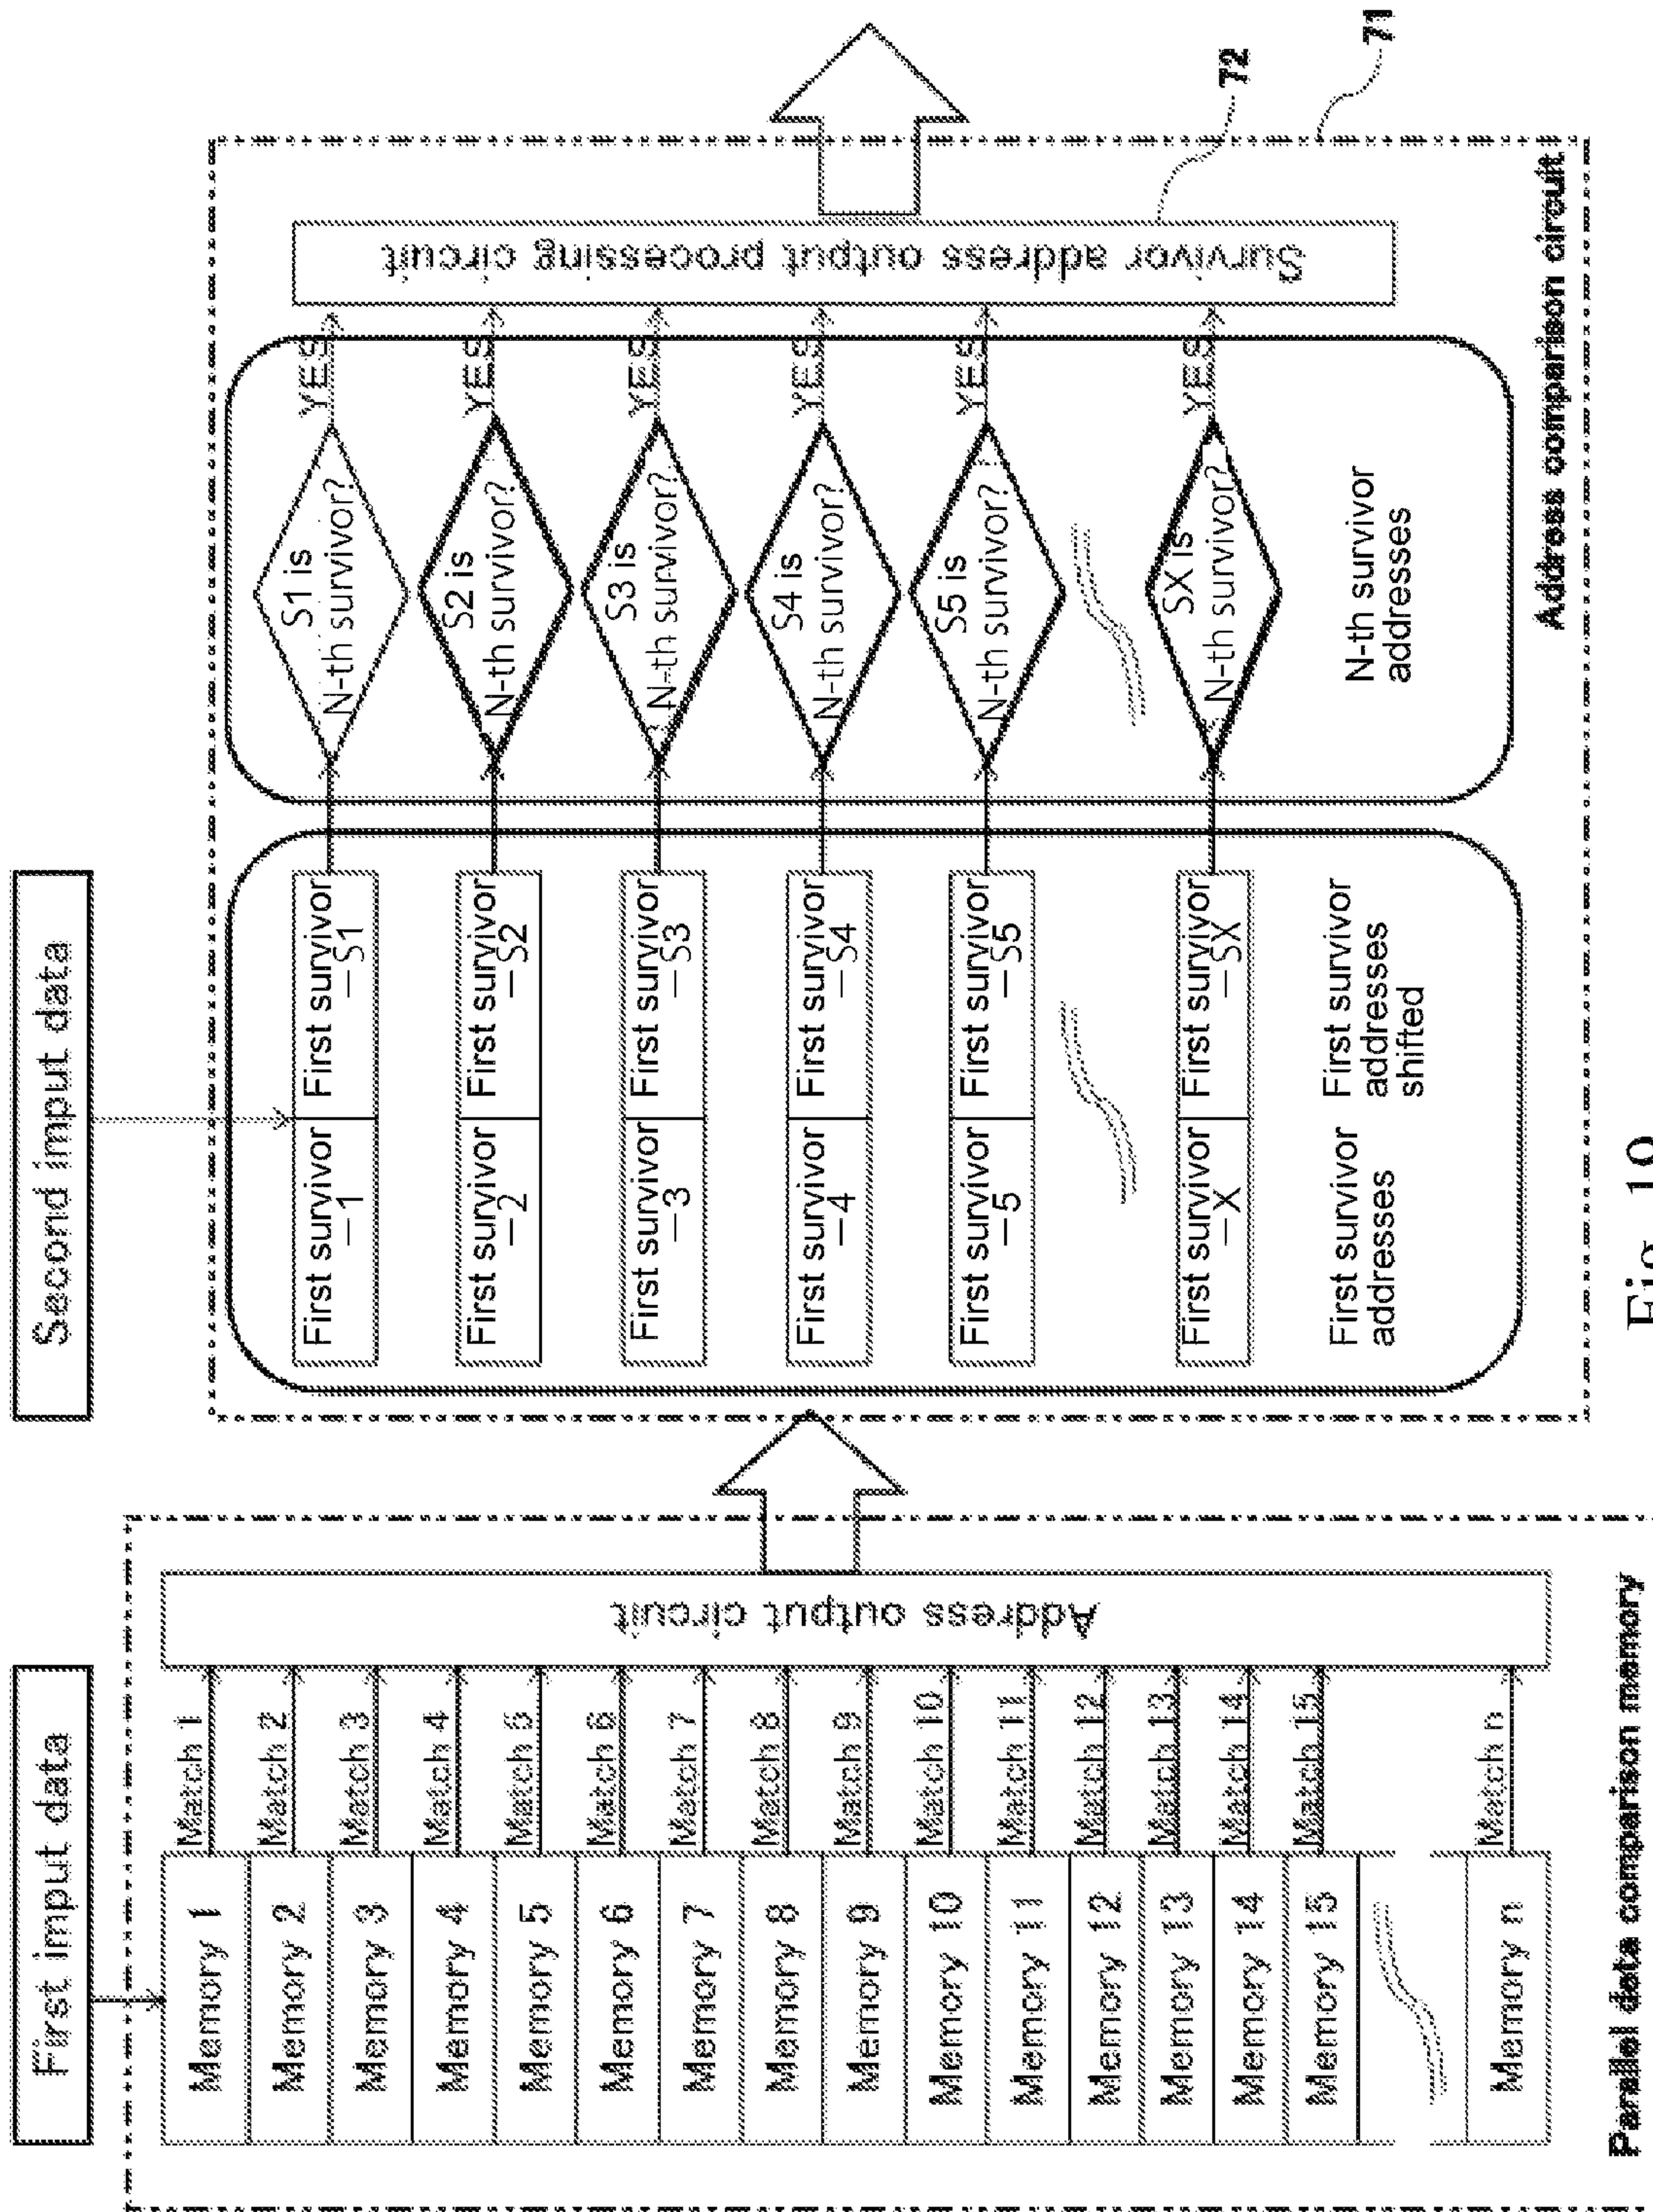 First input data
Second input data
Memory 1
Match 1
Memory 2
Match 2
Memory 3
Match 3
Memory 4
Match 4
Memory 5
Match 5
Memory 6
Match 6
Memory 7
Match 7
Memory 8
Match 8
Memory 9
Match 9
Memory 10
Match 10
Memory 11
Match 11
Memory 12
Match 12
Memory 13
Match 13
Memory 14
Match 14
Memory 15
Match 15
Memory n
Match n
Address output circuit
Parallel data comparison memory
First survivor
—1
First survivor
—S1
First survivor
—2
First survivor
—S2
First survivor
—3
First survivor
—S3
First survivor
—4
First survivor
—S4
First survivor
—5
First survivor
—S5
First survivor
—X
First survivor
—SX
First survivor
addresses
First survivor
addresses
shifted
S1 is
N-th survivor?
YES
S2 is
N-th survivor?
YES
S3 is
N-th survivor?
YES
S4 is
N-th survivor?
YES
S5 is
N-th survivor?
YES
SX is
N-th survivor?
YES
N-th survivor
addresses
Survivor address output processing circuit
Address comparison circuit
72
71